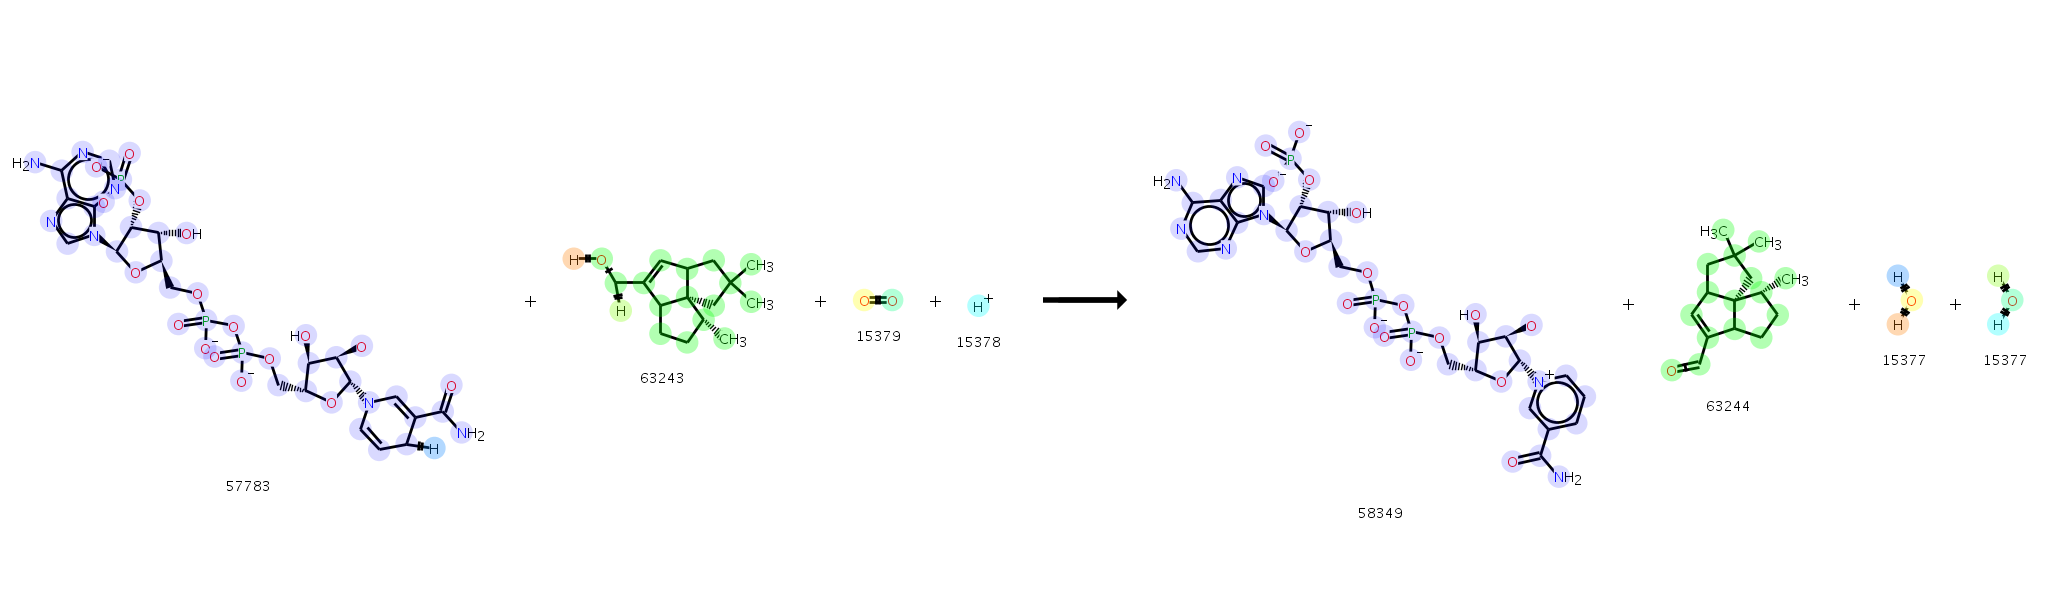 57783
+
63243
+
15379
+
15378
58349
+
63244
+
15377
+
15377
H₂N
N
N
N
N
O⁻
P
O
O
O
OH
O
O
O
P
O⁻
O
O
P
O⁻
O
HO
O
O
N
O
NH₂
H
H
O
H
CH₃
CH₃
CH₃
O
O
H⁺
H₂N
N
N
N
N
O⁻
O
P
O⁻
O
OH
O
O
O
P
O⁻
O
O
P
O⁻
O
HO
O
O
N⁺
O
NH₂
H₃C
CH₃
CH₃
O
H
O
H
H
O
H